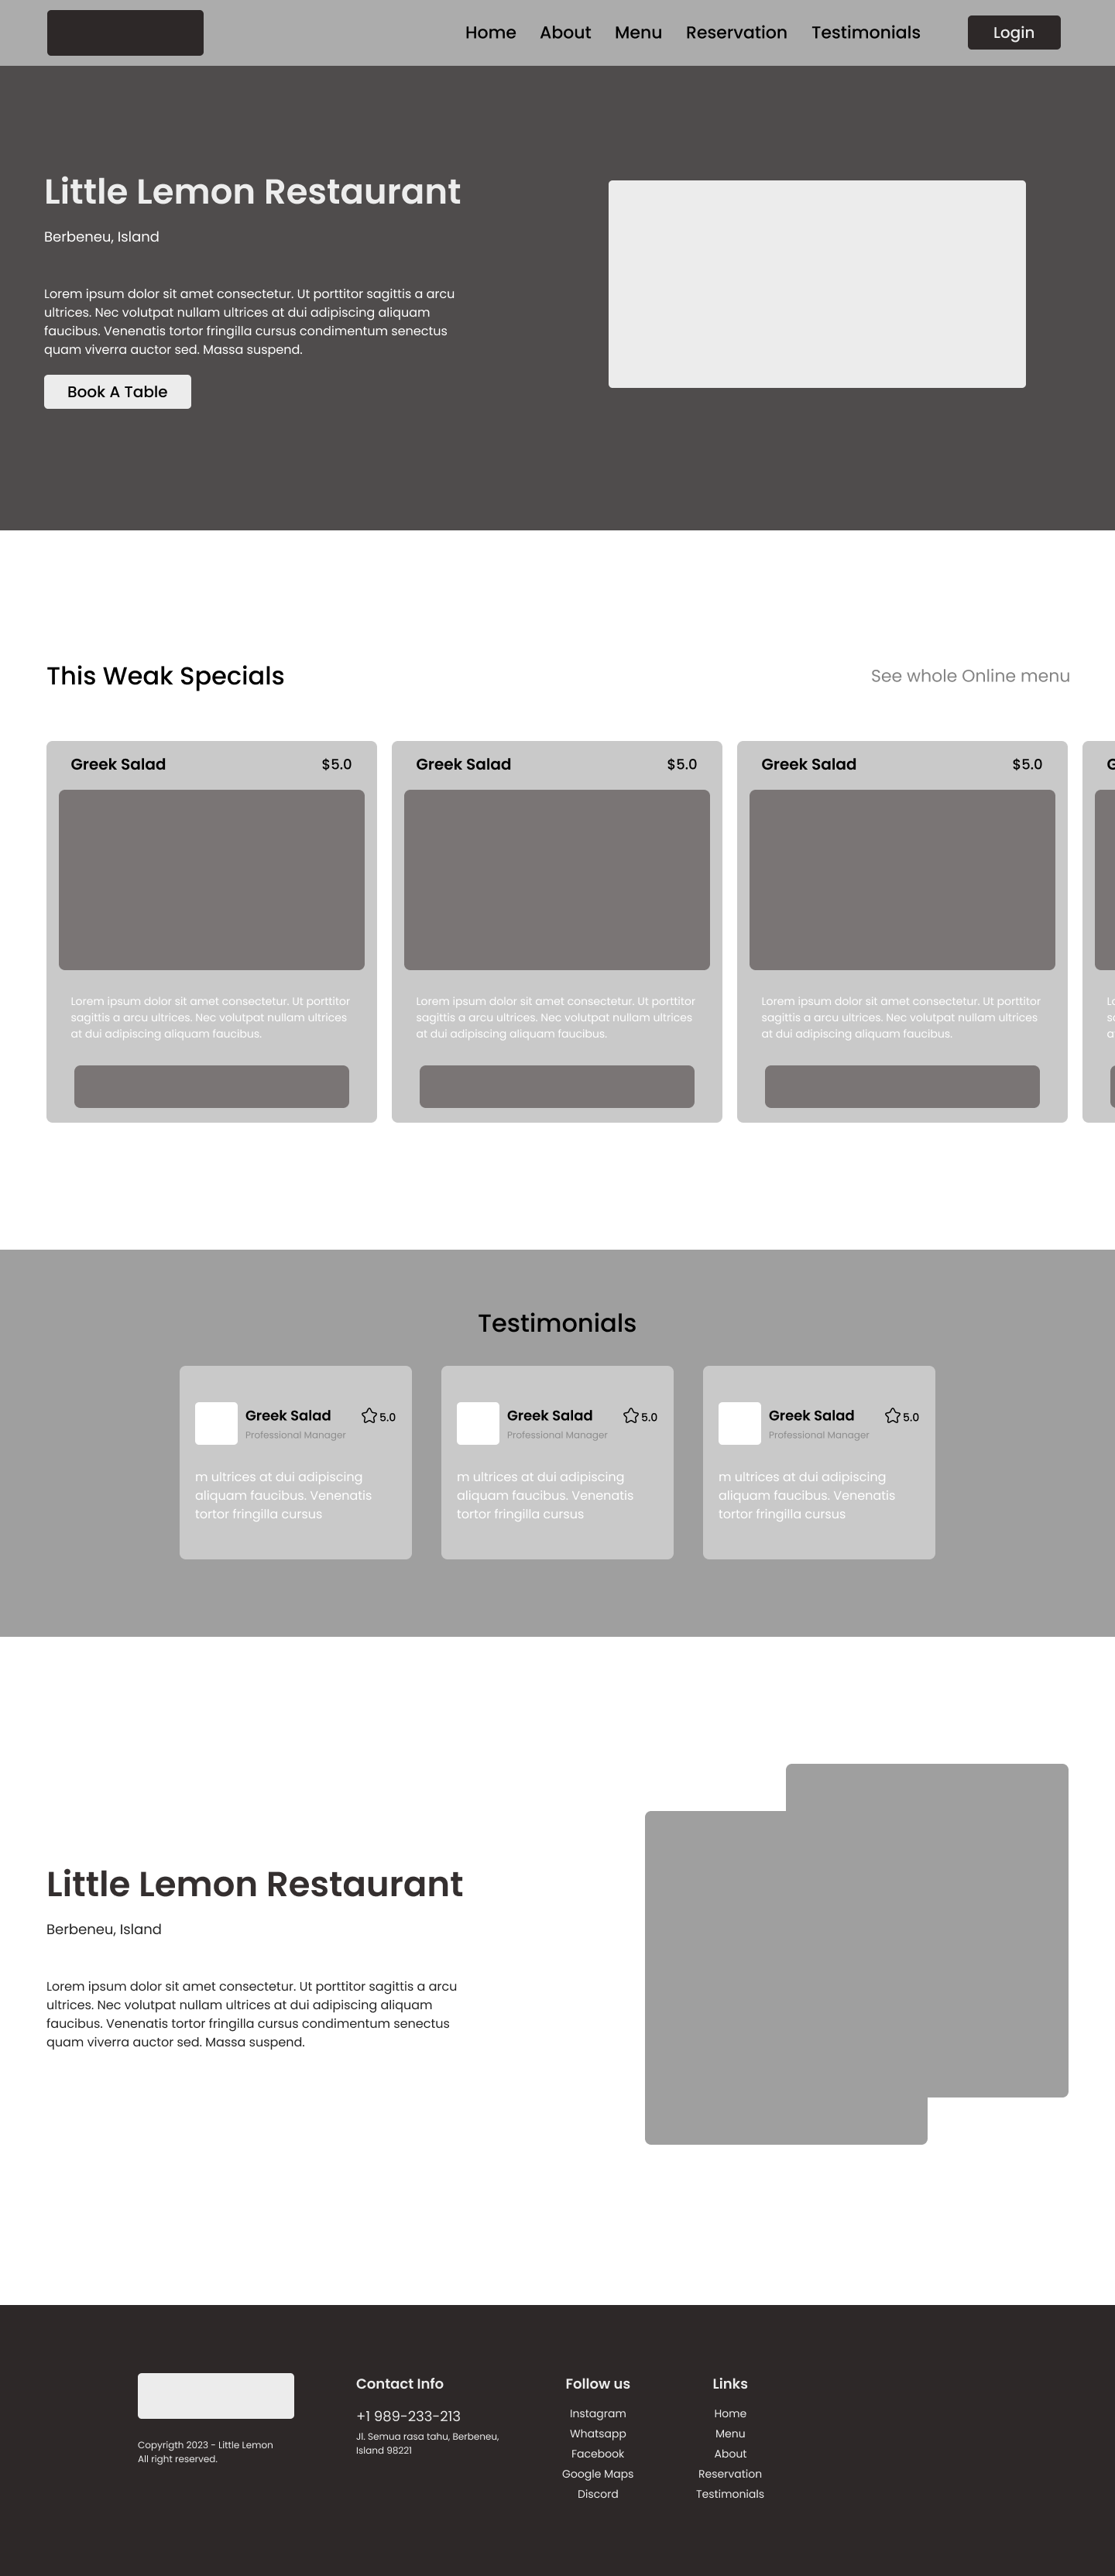 Home About Menu Reservation Testimonials Login
Little Lemon Restaurant
Berbeneu, Island
Lorem ipsum dolor sit amet consectetur. Ut porttitor sagittis a arcu
ultrices. Nec volutpat nullam ultrices at dui adipiscing aliquam
faucibus. Venenatis tortor fringilla cursus condimentum senectus
quam viverra auctor sed. Massa suspend.
Book A Table
This Weak Specials
See whole Online menu
Greek Salad $5.0
Lorem ipsum dolor sit amet consectetur. Ut porttitor
sagittis a arcu ultrices. Nec volutpat nullam ultrices
at dui adipiscing aliquam faucibus.
Greek Salad $5.0
Lorem ipsum dolor sit amet consectetur. Ut porttitor
sagittis a arcu ultrices. Nec volutpat nullam ultrices
at dui adipiscing aliquam faucibus.
Greek Salad $5.0
Lorem ipsum dolor sit amet consectetur. Ut porttitor
sagittis a arcu ultrices. Nec volutpat nullam ultrices
at dui adipiscing aliquam faucibus.
Testimonials
Greek Salad 5.0
Professional Manager
m ultrices at dui adipiscing
aliquam faucibus. Venenatis
tortor fringilla cursus
Greek Salad 5.0
Professional Manager
m ultrices at dui adipiscing
aliquam faucibus. Venenatis
tortor fringilla cursus
Greek Salad 5.0
Professional Manager
m ultrices at dui adipiscing
aliquam faucibus. Venenatis
tortor fringilla cursus
Little Lemon Restaurant
Berbeneu, Island
Lorem ipsum dolor sit amet consectetur. Ut porttitor sagittis a arcu
ultrices. Nec volutpat nullam ultrices at dui adipiscing aliquam
faucibus. Venenatis tortor fringilla cursus condimentum senectus
quam viverra auctor sed. Massa suspend.
Copyrigth 2023 - Little Lemon
All right reserved.
Contact Info
+1 989-233-213
Jl. Semua rasa tahu, Berbeneu,
Island 98221
Follow us
Instagram
Whatsapp
Facebook
Google Maps
Discord
Links
Home
Menu
About
Reservation
Testimonials